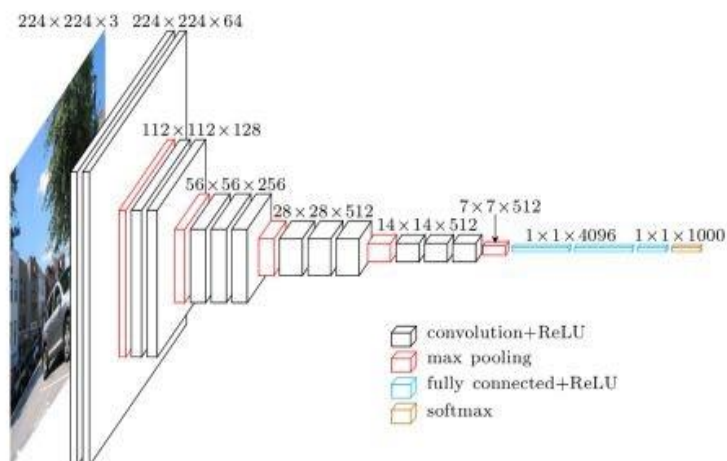 224×224×3
224×224×64
112×112×128
56×56×256
28×28×512
14×14×512
7×7×512
1×1×4096
1×1×1000
convolution+ReLU
max pooling
fully connected+ReLU
softmax